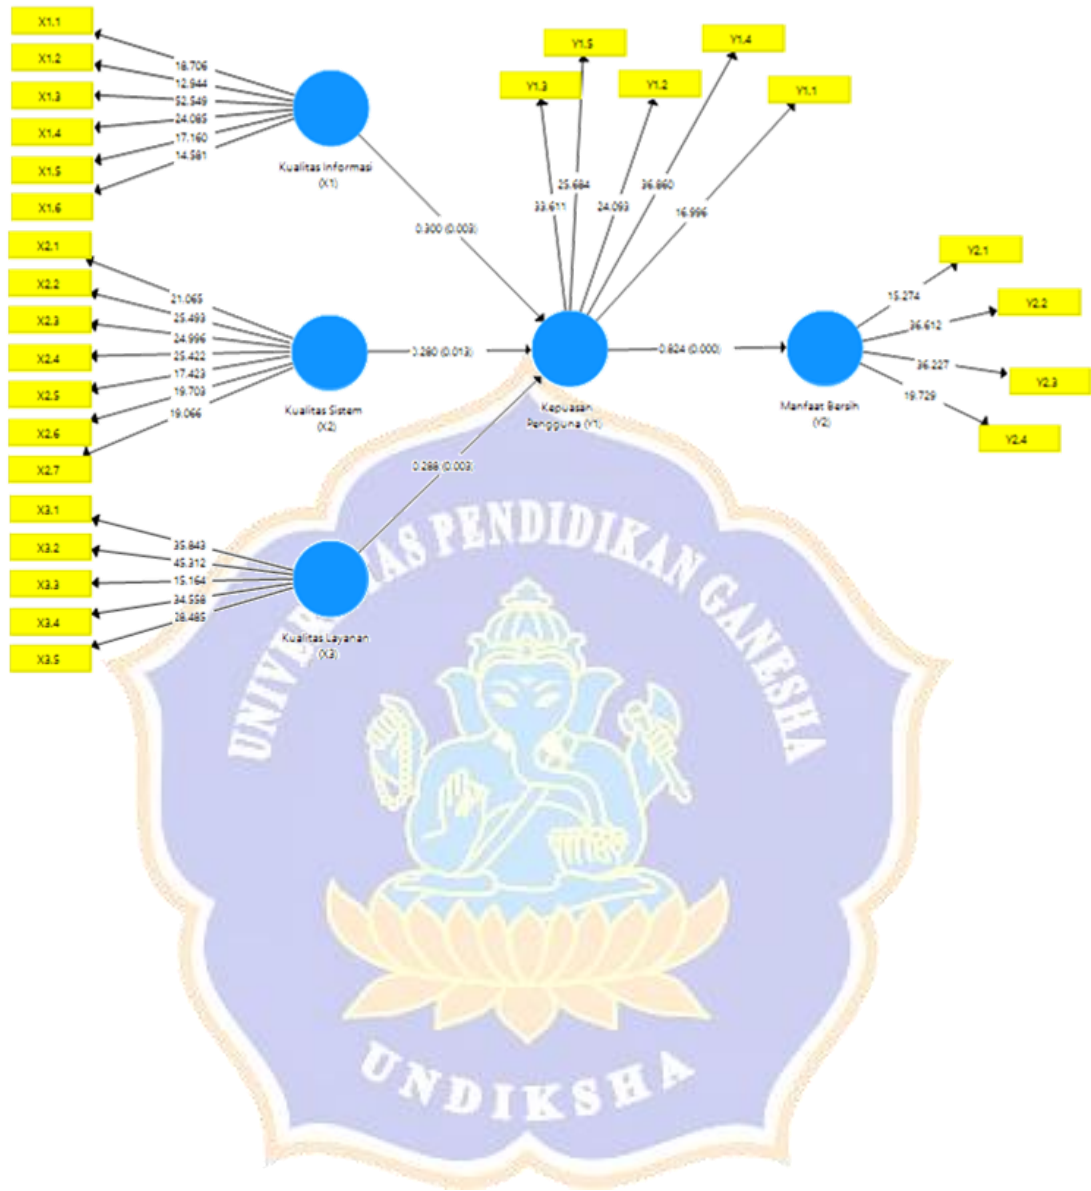 X1.1
X1.2
X1.3
X1.4
X1.5
X1.6
18.706
12.944
52.549
24.085
17.160
14.581
Kualitas Informasi
(X1)
X2.1
X2.2
X2.3
X2.4
X2.5
X2.6
X2.7
21.065
25.493
24.996
25.422
17.423
19.703
19.066
Kualitas Sistem
(X2)
X3.1
X3.2
X3.3
X3.4
X3.5
35.843
45.312
15.164
34.558
28.485
Kualitas Layanan
(X3)
0.300 (0.003)
0.280 (0.013)
0.288 (0.003)
Y1.3
Y1.5
Y1.2
Y1.4
Y1.1
33.611
25.684
24.093
36.860
16.996
Kepuasan
Pengguna (Y1)
0.824 (0.000)
Manfaat Bersih
(Y2)
15.274
36.612
36.227
19.729
Y2.1
Y2.2
Y2.3
Y2.4
UNIVERSITAS PENDIDIKAN GANESHA
UNDIKSHA